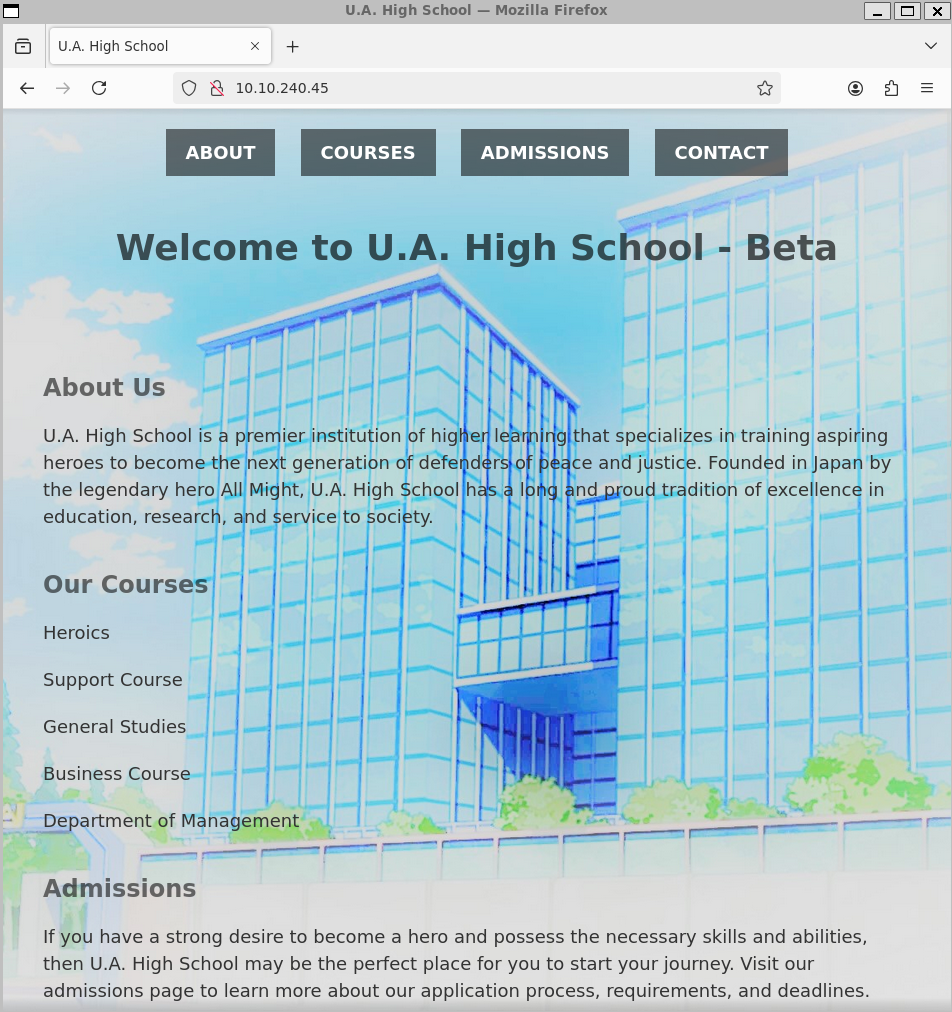 U.A. High School — Mozilla Firefox
U.A. High School
10.10.240.45
ABOUT COURSES ADMISSIONS CONTACT
Welcome to U.A. High School - Beta
About Us
U.A. High School is a premier institution of higher learning that specializes in training aspiring
heroes to become the next generation of defenders of peace and justice. Founded in Japan by
the legendary hero All Might, U.A. High School has a long and proud tradition of excellence in
education, research, and service to society.
Our Courses
Heroics
Support Course
General Studies
Business Course
Department of Management
Admissions
If you have a strong desire to become a hero and possess the necessary skills and abilities,
then U.A. High School may be the perfect place for you to start your journey. Visit our
admissions page to learn more about our application process, requirements, and deadlines.